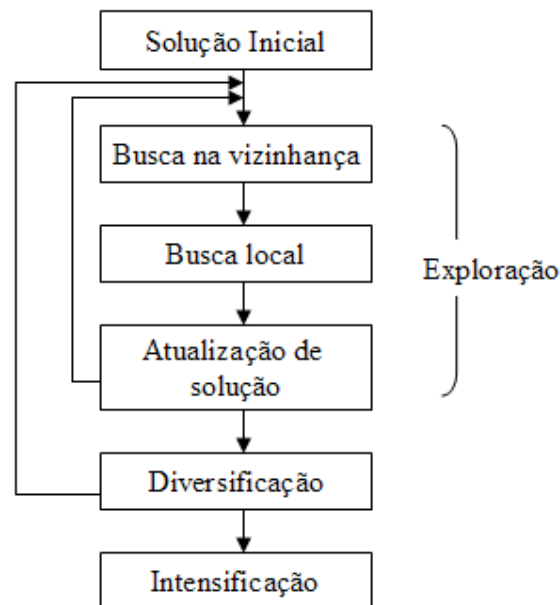 Solução Inicial
Busca na vizinhança
Busca local
Exploração
Atualização de
solução
Diversificação
Intensificação